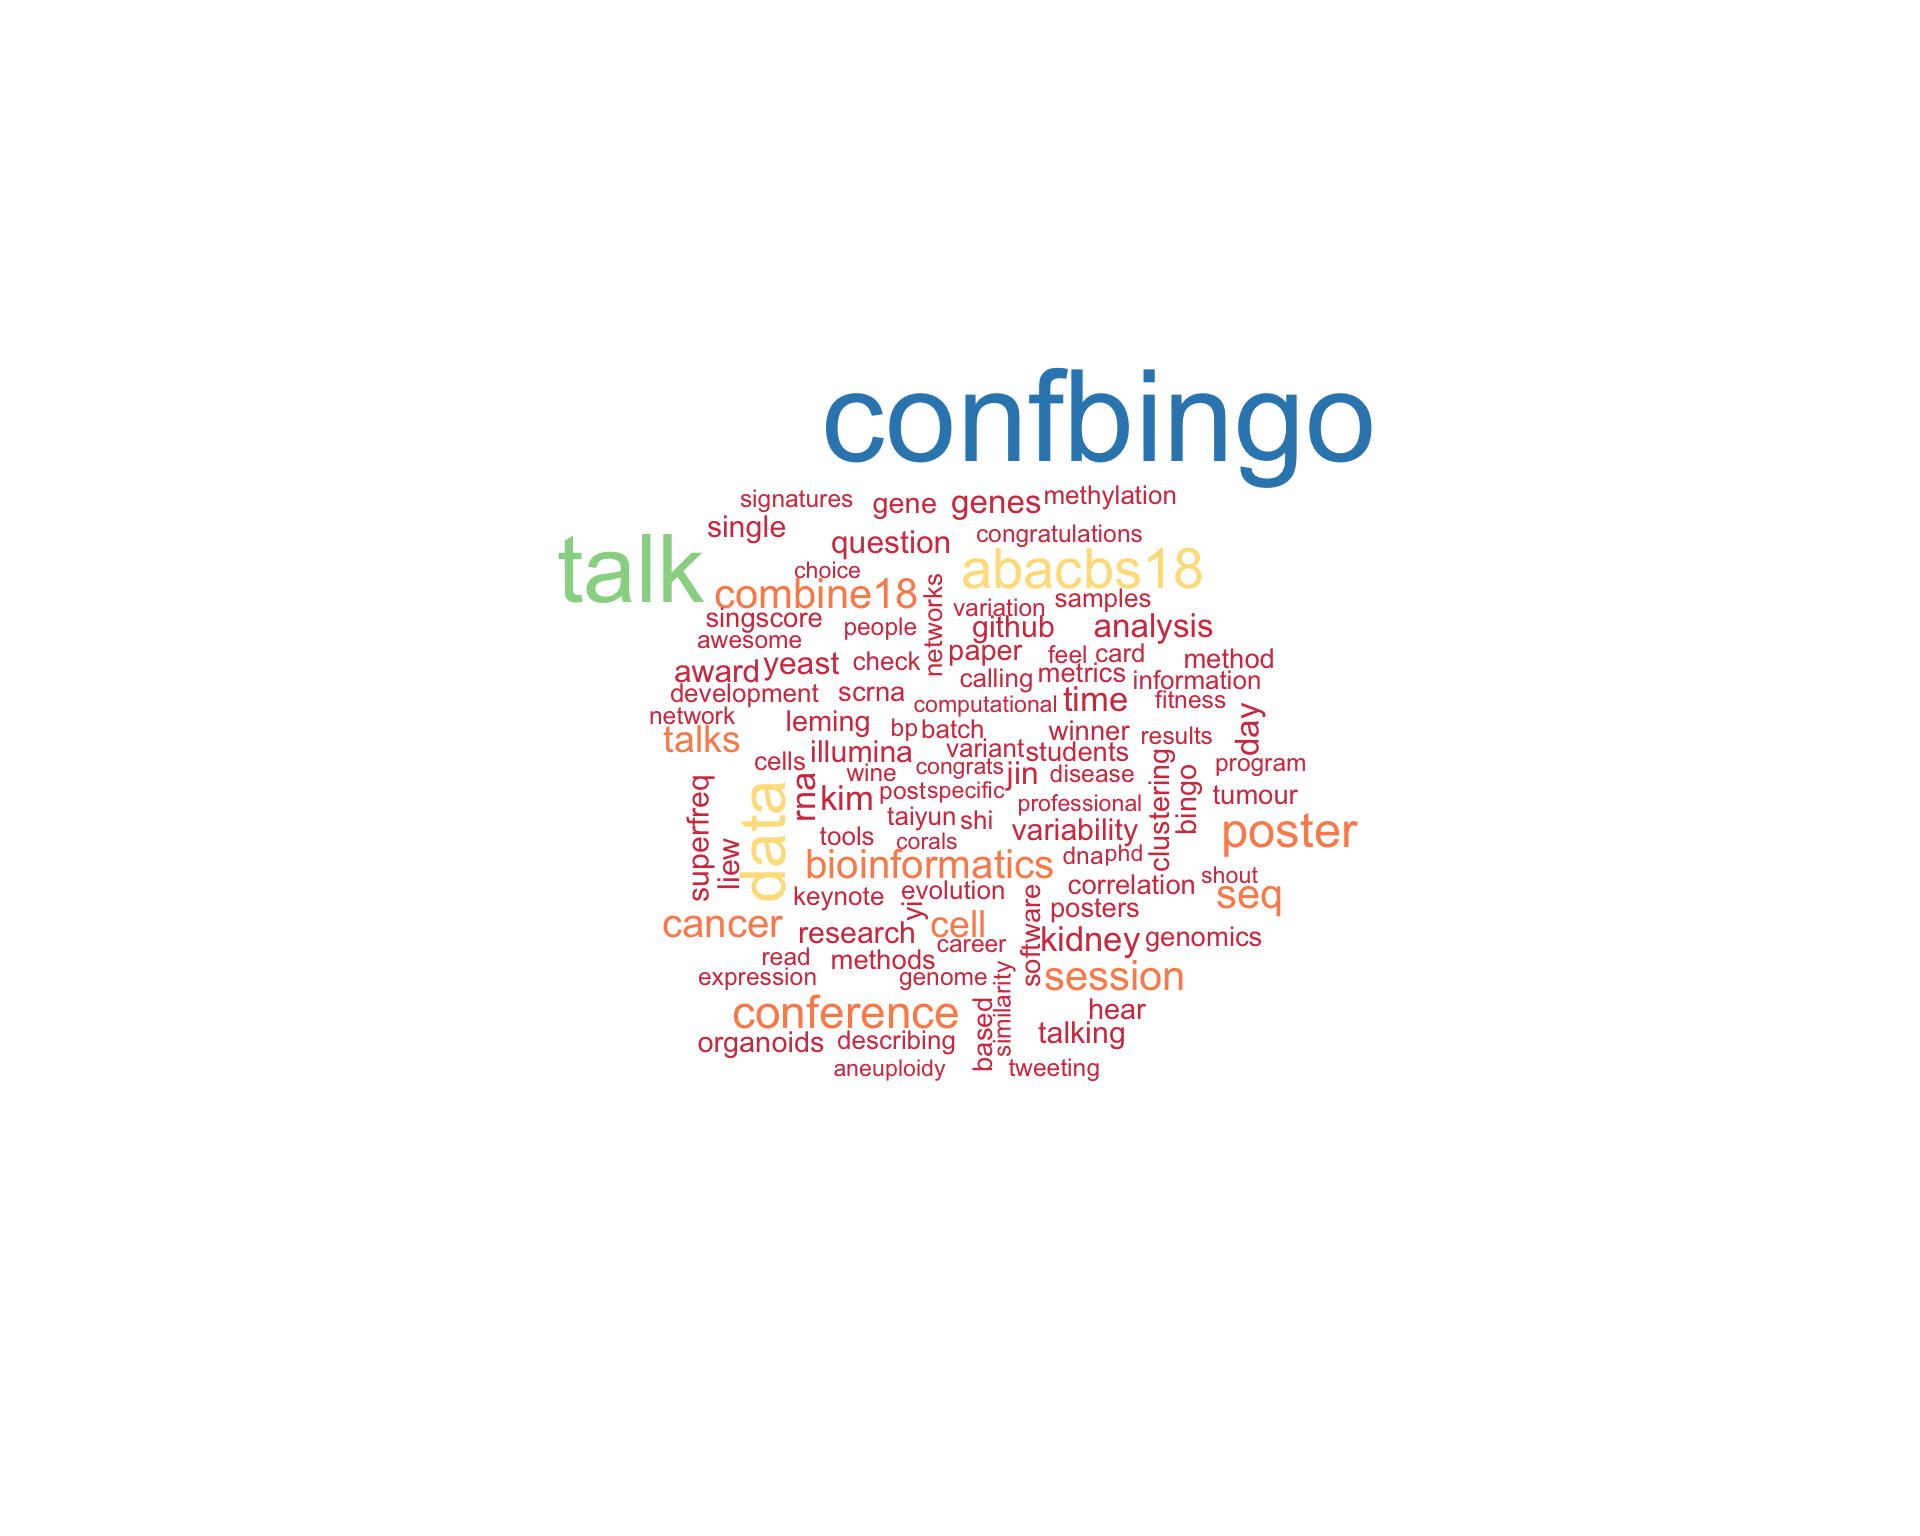 confbingo
signatures
gene
genes
methylation
single
question
congratulations
talk
choice
abacbs18
combine18
networks
variation
samples
singscore
people
github
analysis
awesome
paper
feel
card
method
award
yeast
check
calling
metrics
information
development
scrna
computational
time
fitness
network
leming
bp
batch
winner
results
day
talks
illumina
variant
students
cells
wine
congrats
jin
disease
clustering
program
superfreq
data
rna
kim
post
specific
professional
bingo
tumour
taiyun
shi
variability
poster
tools
corals
liew
bioinformatics
dna
phd
keynote
evolution
correlation
shout
seq
yi
software
posters
cancer
research
cell
career
kidney
genomics
read
methods
expression
genome
similarity
session
conference
based
hear
organoids
describing
talking
aneuploidy
tweeting